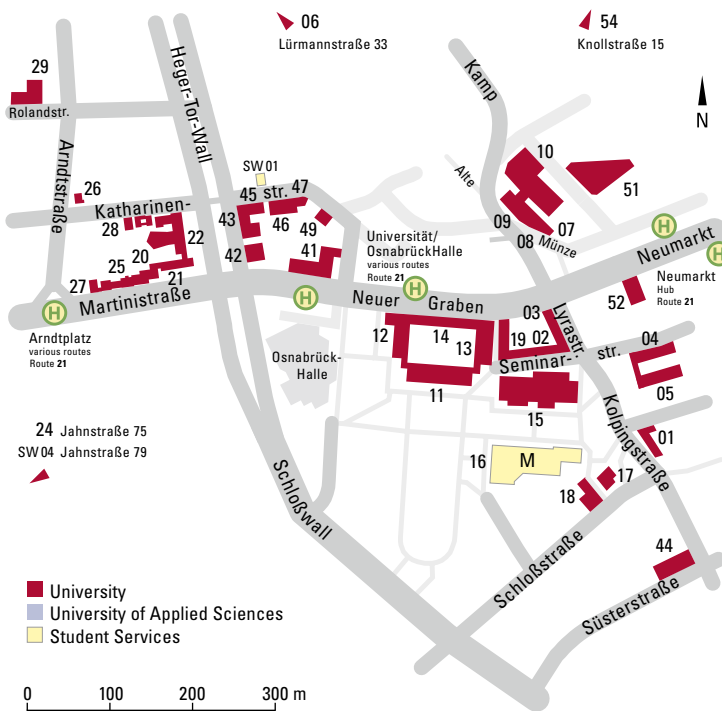 06
Lürmannstraße 33
54
Knollstraße 15
29
Rolandstr.
Heger-Tor-Wall
Kamp
N
Arndtstraße
SW 01
10
51
26
Katharinen-
str.
45
47
Alte
28
43
46
49
09
07
08
Münze
22
42
41
Universität/
OsnabrückHalle
various routes
Route 21
H
Neumarkt
20
25
27
21
Martinistraße
H
H
H
Neumarkt
Hub
Route 21
Neuer
Graben
03
Lyrastr.
52
H
Arndtplatz
various routes
Route 21
Osnabrück-
Halle
12
14
13
19
02
Seminar-
str.
04
11
15
05
Kolpingstraße
01
24 Jahnstraße 75
SW 04 Jahnstraße 79
16
M
17
18
Schloßwall
Schloßstraße
44
Süsterstraße
University
University of Applied Sciences
Student Services
0
100
200
300 m